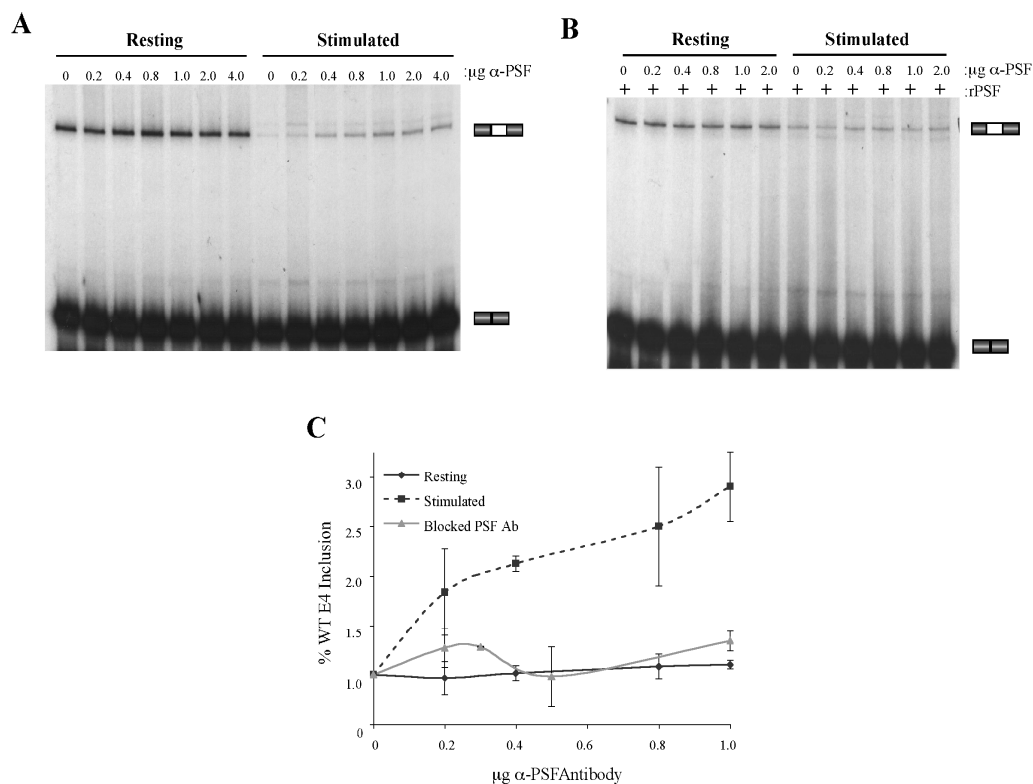 A
Resting Stimulated
0 0.2 0.4 0.8 1.0 2.0 4.0 0 0.2 0.4 0.8 1.0 2.0 4.0 :µg α-PSF
B
Resting Stimulated
0 0.2 0.4 0.8 1.0 2.0 0 0.2 0.4 0.8 1.0 2.0 :µg α-PSF
+ + + + + + + + + + + + :rPSF
C
Resting
Stimulated
Blocked PSF Ab
% WT E4 Inclusion
3.0
2.5
2.0
1.5
1.0
0
0 0.2 0.4 0.6 0.8 1.0
µg α-PSFAntibody